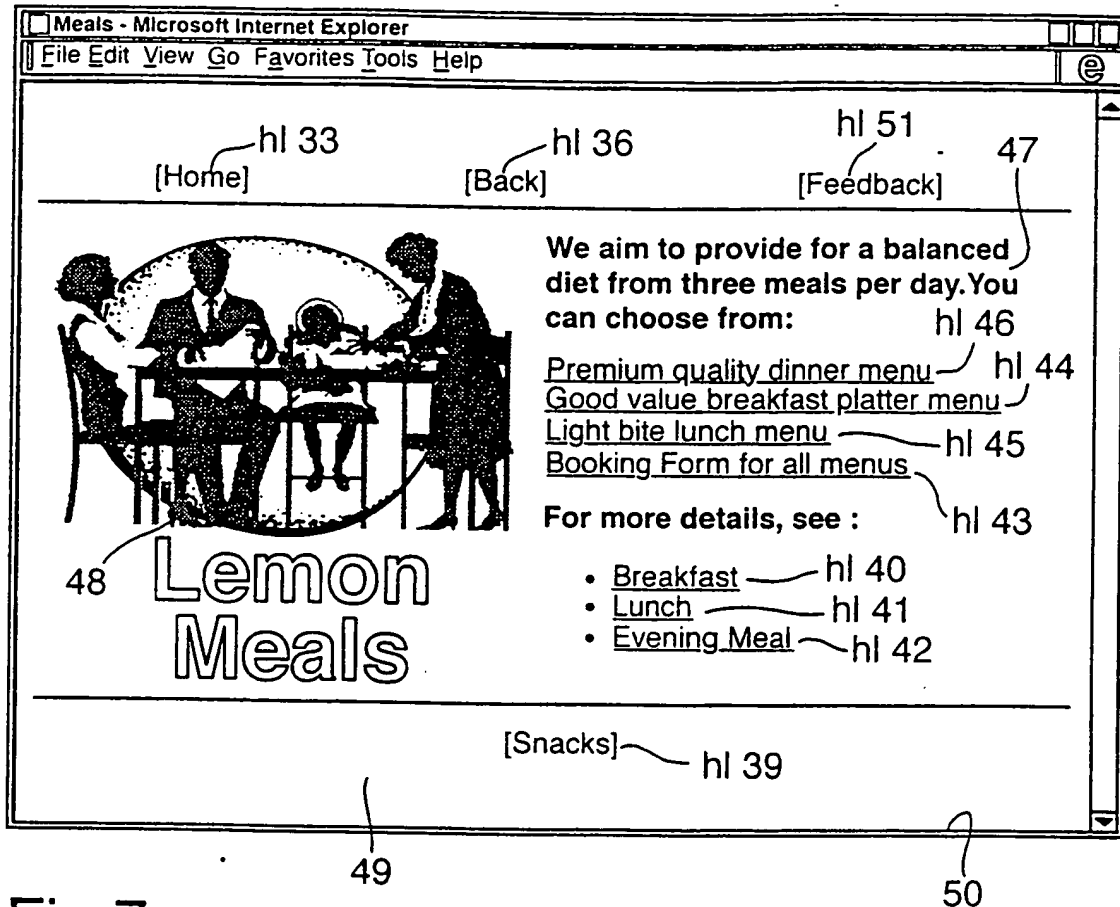 Meals - Microsoft Internet Explorer
File Edit View Go Favorites Tools Help
e
hl 33 hl 36 hl 51 47
[Home] [Back] [Feedback]
We aim to provide for a balanced
diet from three meals per day.You
can choose from:
hl 46
Premium quality dinner menu hl 44
Good value breakfast platter menu
Light bite lunch menu hl 45
Booking Form for all menus
hl 43
For more details, see :
48
Lemon
Meals
• Breakfast hl 40
• Lunch hl 41
• Evening Meal hl 42
[Snacks] hl 39
49 50